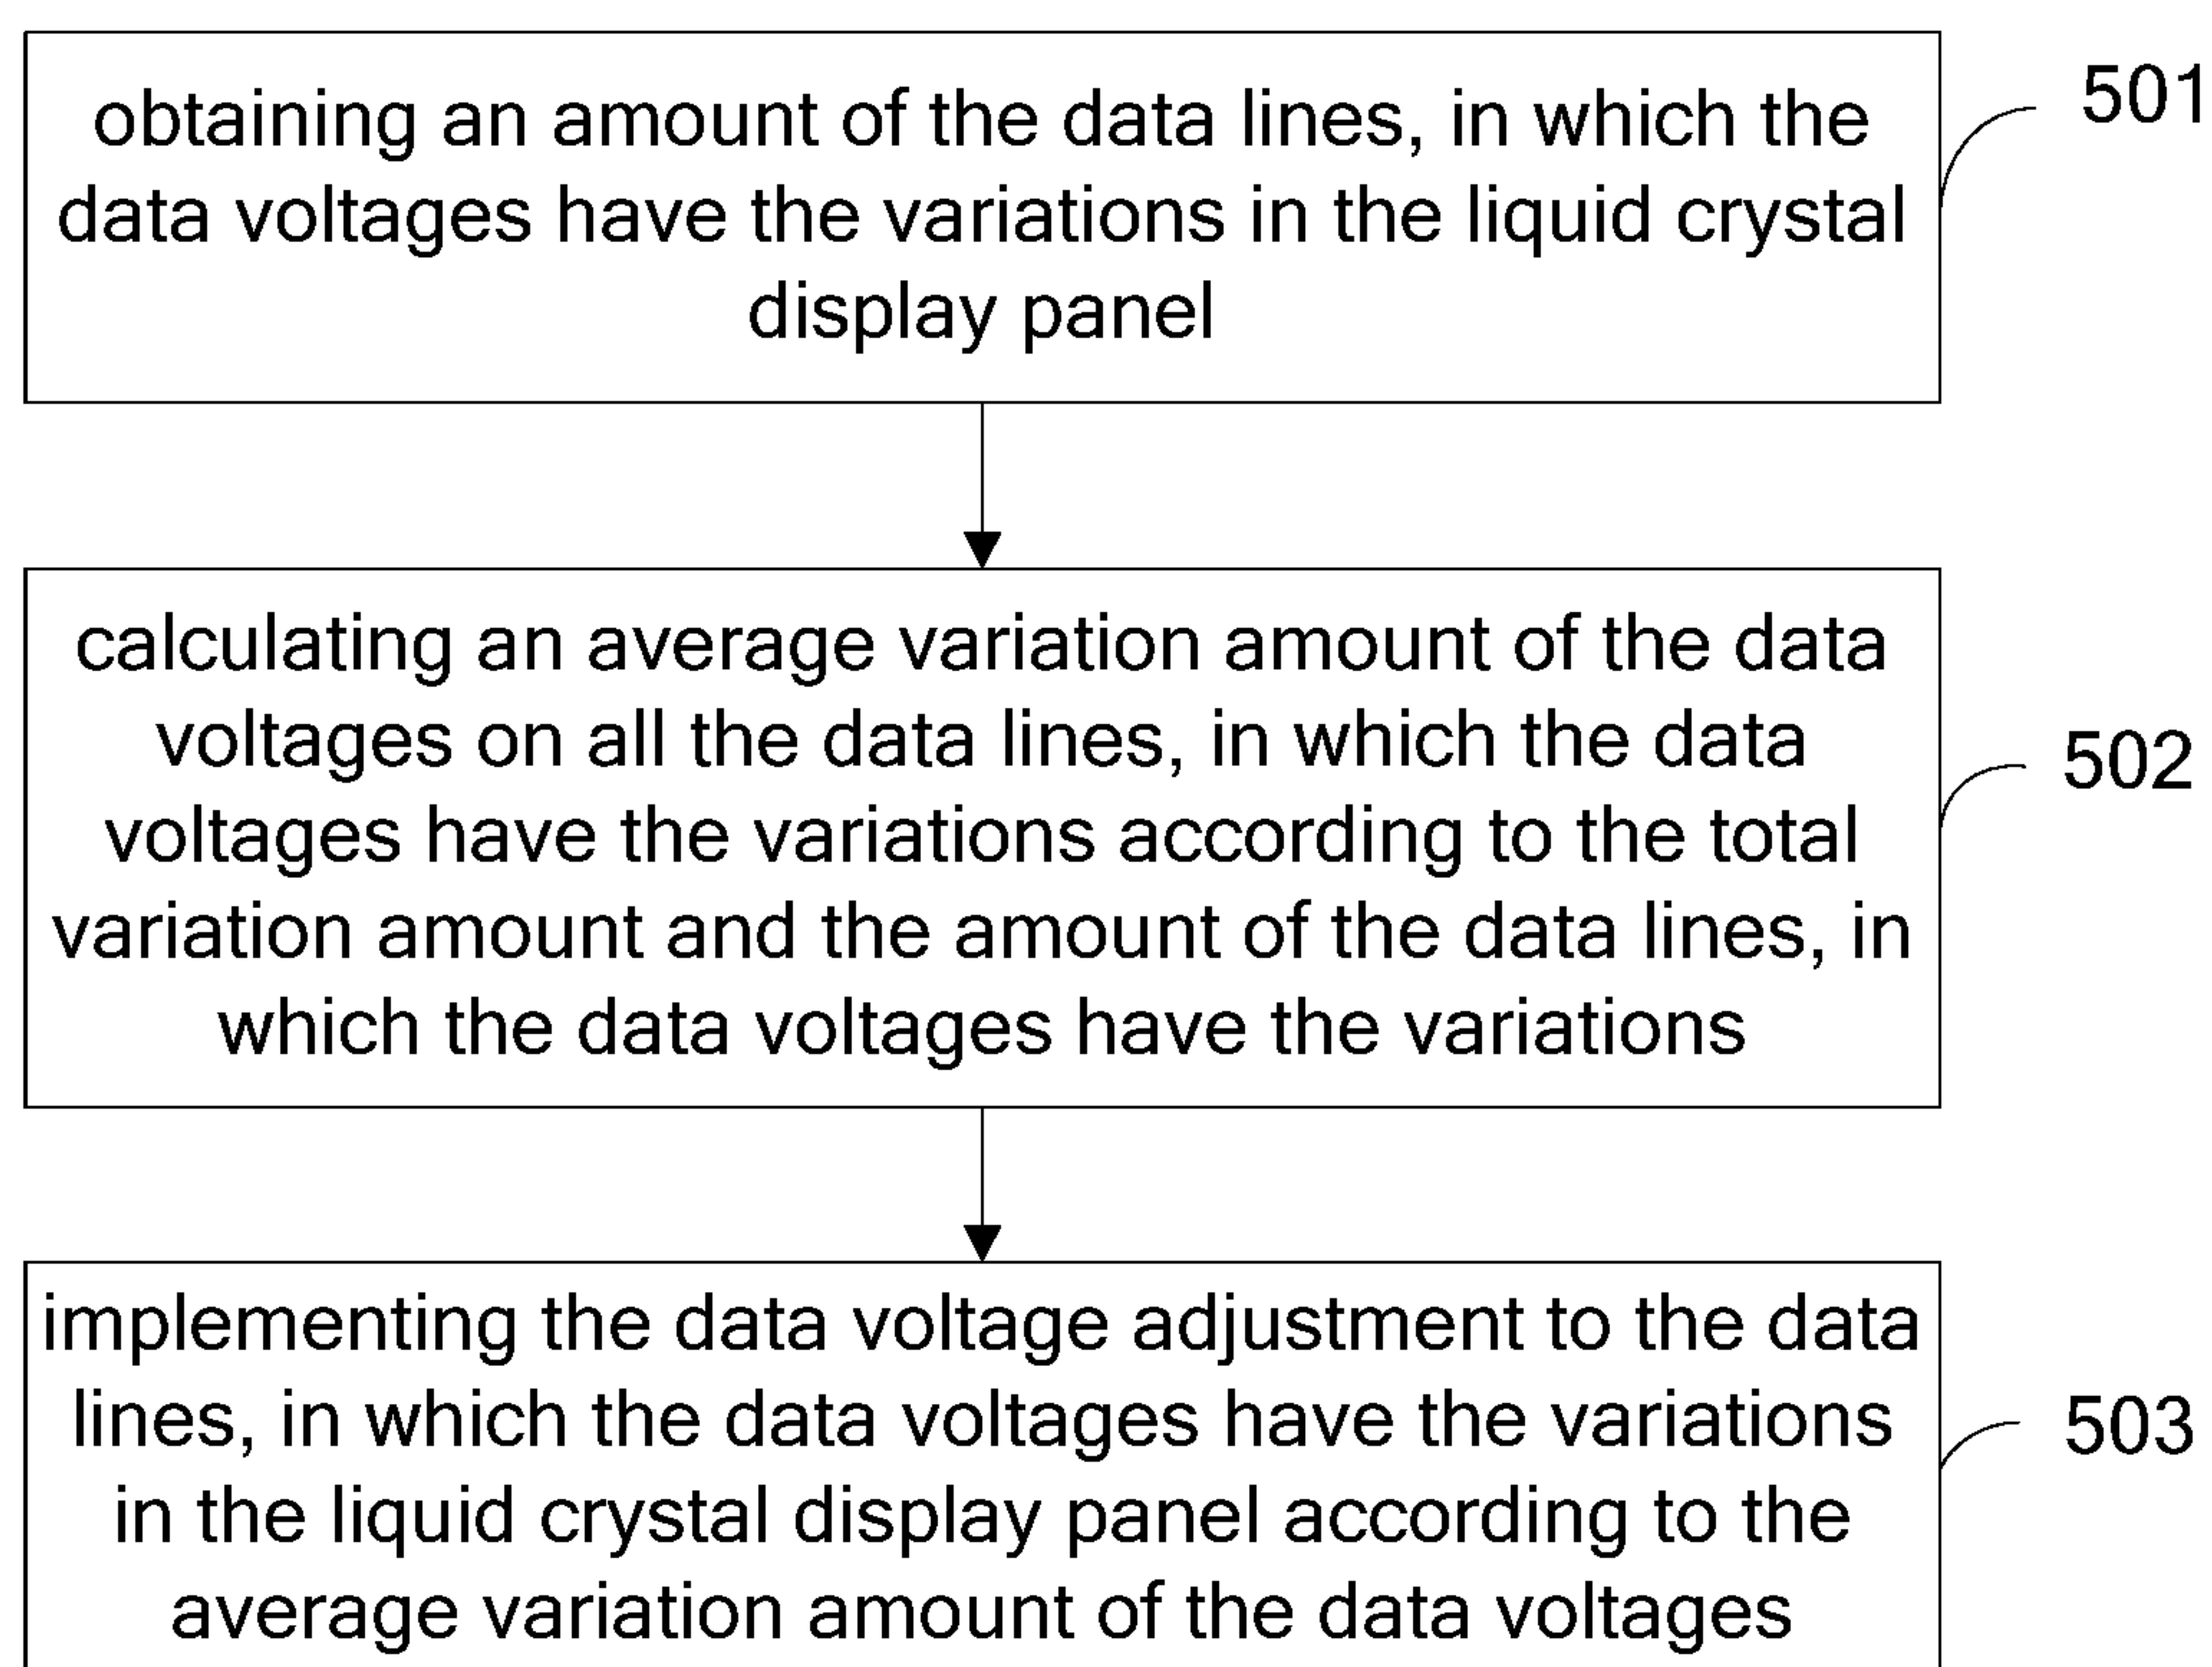 obtaining an amount of the data lines, in which the
data voltages have the variations in the liquid crystal
display panel
501
calculating an average variation amount of the data
voltages on all the data lines, in which the data
voltages have the variations according to the total
variation amount and the amount of the data lines, in
which the data voltages have the variations
502
implementing the data voltage adjustment to the data
lines, in which the data voltages have the variations
in the liquid crystal display panel according to the
average variation amount of the data voltages
503